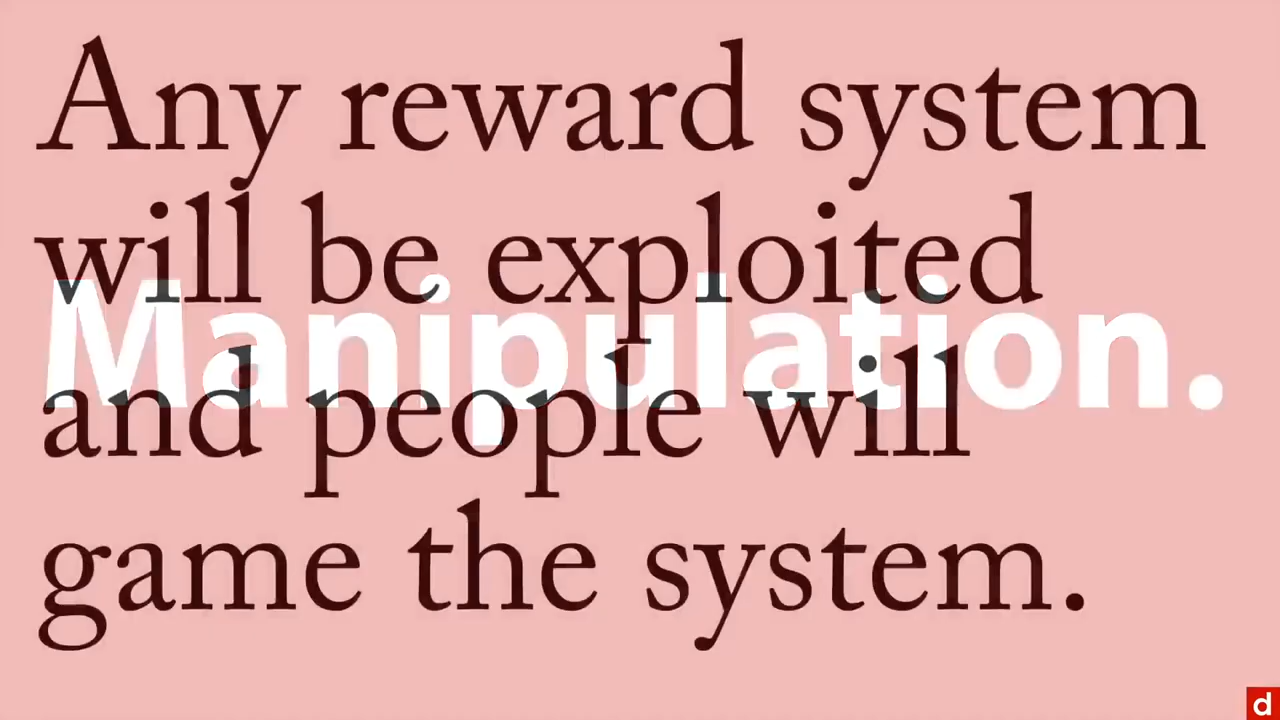 Any reward system
will be exploited
Manipulation.
and people will
game the system.
d